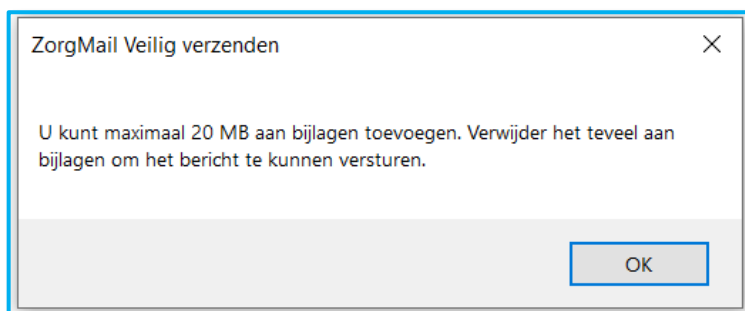 ZorgMail Veilig verzenden
U kunt maximaal 20 MB aan bijlagen toevoegen. Verwijder het teveel aan
bijlagen om het bericht te kunnen versturen.
OK